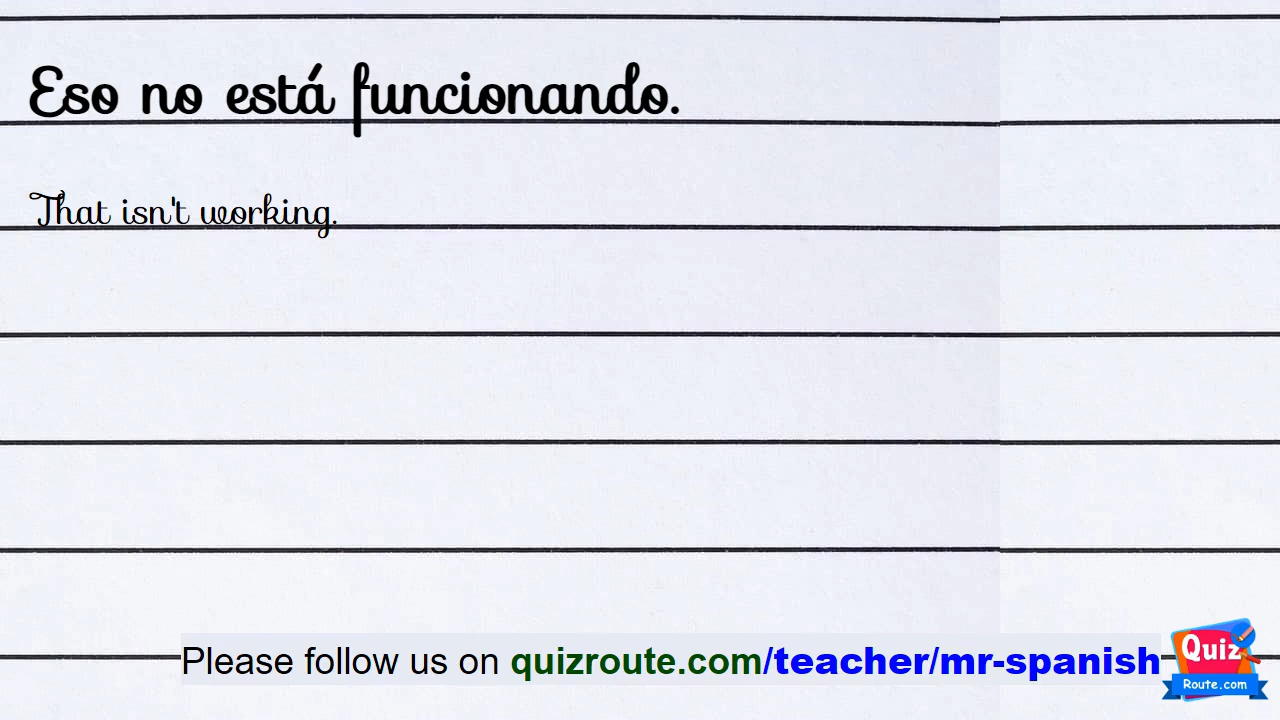 Eso no está funcionando.
That isn't working.
Please follow us on quizroute.com/teacher/mr-spanish
Quiz
Route.com